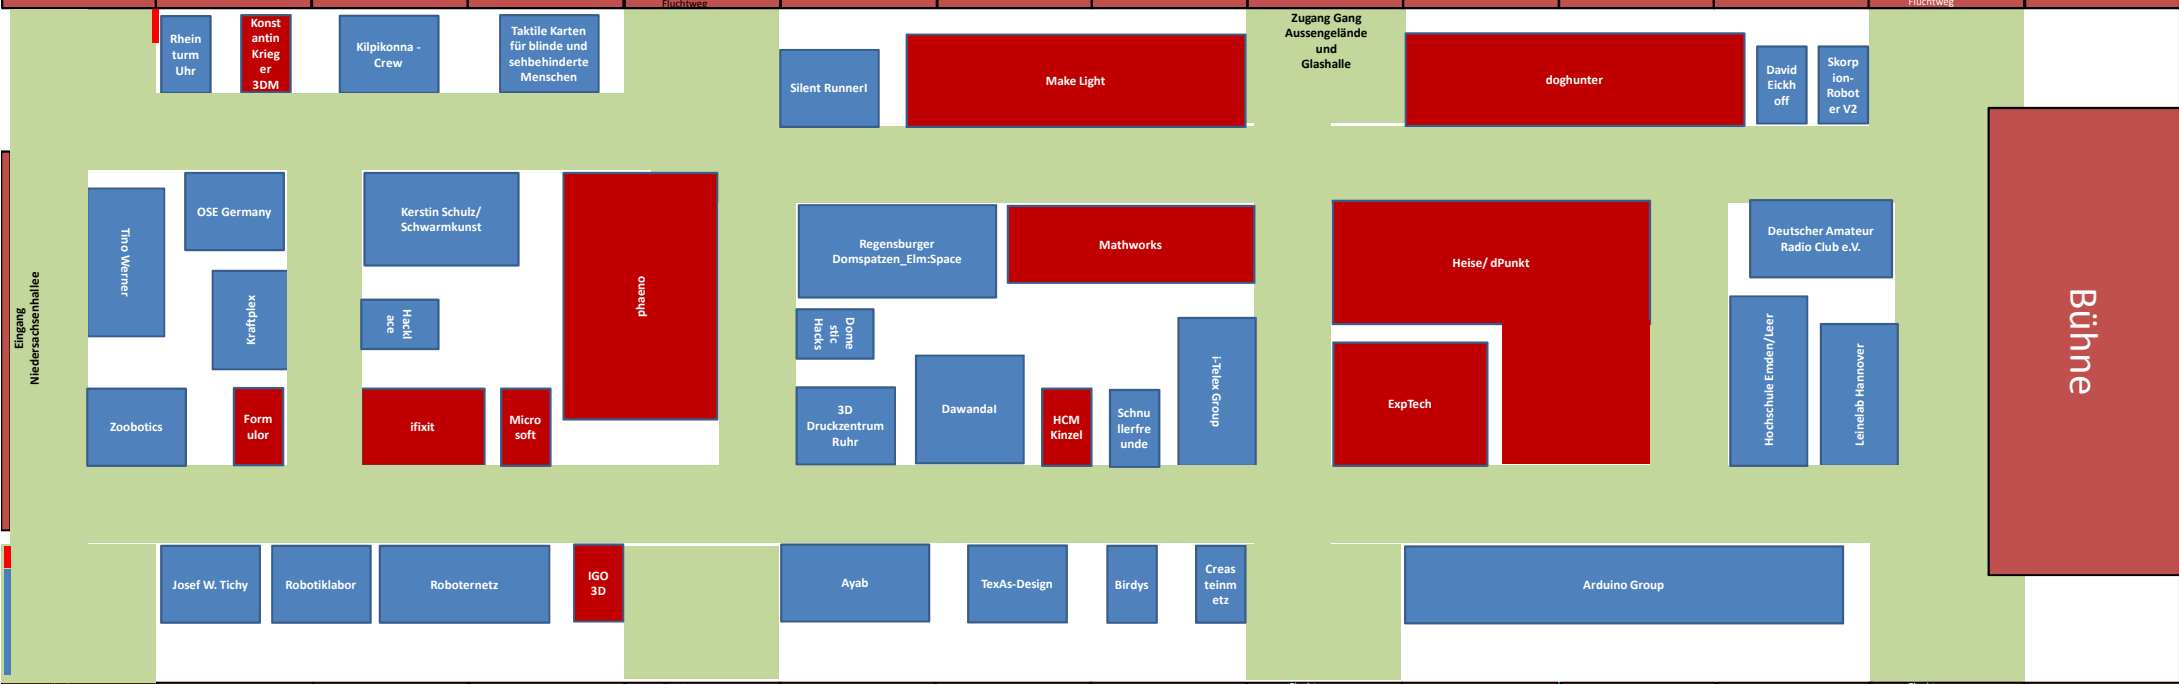 Fluchtweg
Fluchtweg
Rhein
turm
Uhr
Konst
antin
Krieg
er
3DM
Kilpikonna -
Crew
Taktile Karten
für blinde und
sehbehinderte
Menschen
Silent RunnerI
Make Light
Zugang Gang
Aussengelände
und
Glashalle
doghunter
David
Eickh
off
Skorp
ion-
Robot
er V2
Eingang
Niedersachsenhallee
Tino Werner
OSE Germany
Kraftplex
Zoobotics
Form
ulor
Kerstin Schulz/
Schwarmkunst
Hackl
ace
ifixit
Micro
soft
phaeno
Regensburger
Domspatzen_Elm:Space
Mathworks
Dome
stic
Hacks
3D
Druckzentrum
Ruhr
DawandaI
HCM
Kinzel
Schnu
llerfre
unde
i-Telex Group
Heise/ dPunkt
ExpTech
Deutscher Amateur
Radio Club e.V.
Hochschule Emden/Leer
Leinelab Hannover
Bühne
Josef W. Tichy
Robotiklabor
Roboternetz
IGO
3D
Ayab
TexAs-Design
Birdys
Creas
teinm
etz
Arduino Group